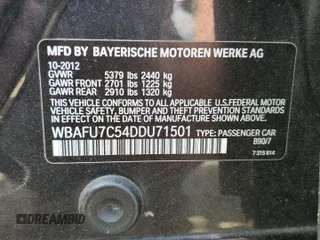 MFD BY BAYERISCHE MOTOREN WERKE AG
10-2012
GVWR 5379 lbs 2440 kg
GAWR FRONT 2701 lbs 1225 kg
GAWR REAR 2910 lbs 1320 kg
THIS VEHICLE CONFORMS TO ALL APPLICABLE FEDERAL MOTOR
VEHICLE SAFETY, BUMPER, AND THEFT PREVENTION STANDARDS IN
EFFECT ON THE DATE OF MANUFACTURE SHOWN ABOVE.
WBAFU7C54DDU71501 TYPE: PASSENGER CAR
B90/7
7 315 814
DREAMBID